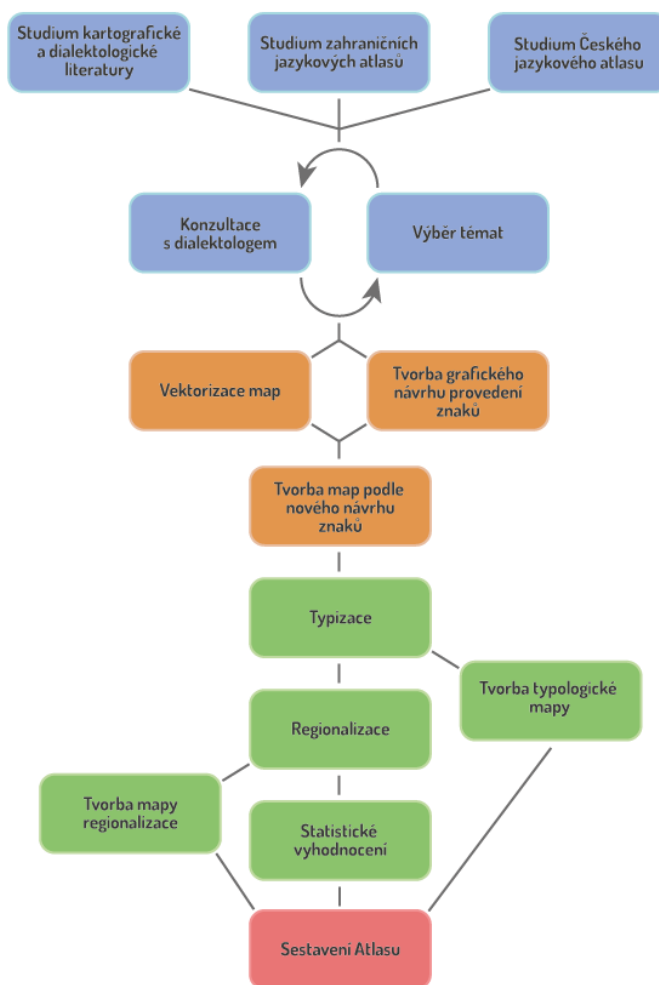 Studium kartografické
a dialektologické
literatury
Studium zahraničních
jazykových atlasů
Studium Českého
jazykového atlasu
Konzultace
s dialektologem
Výběr témat
Vektorizace map
Tvorba grafického
návrhu provedení
znaků
Tvorba map podle
nového návrhu
znaků
Typizace
Tvorba typologické
mapy
Regionalizace
Tvorba mapy
regionalizace
Statistické
vyhodnocení
Sestavení Atlasu